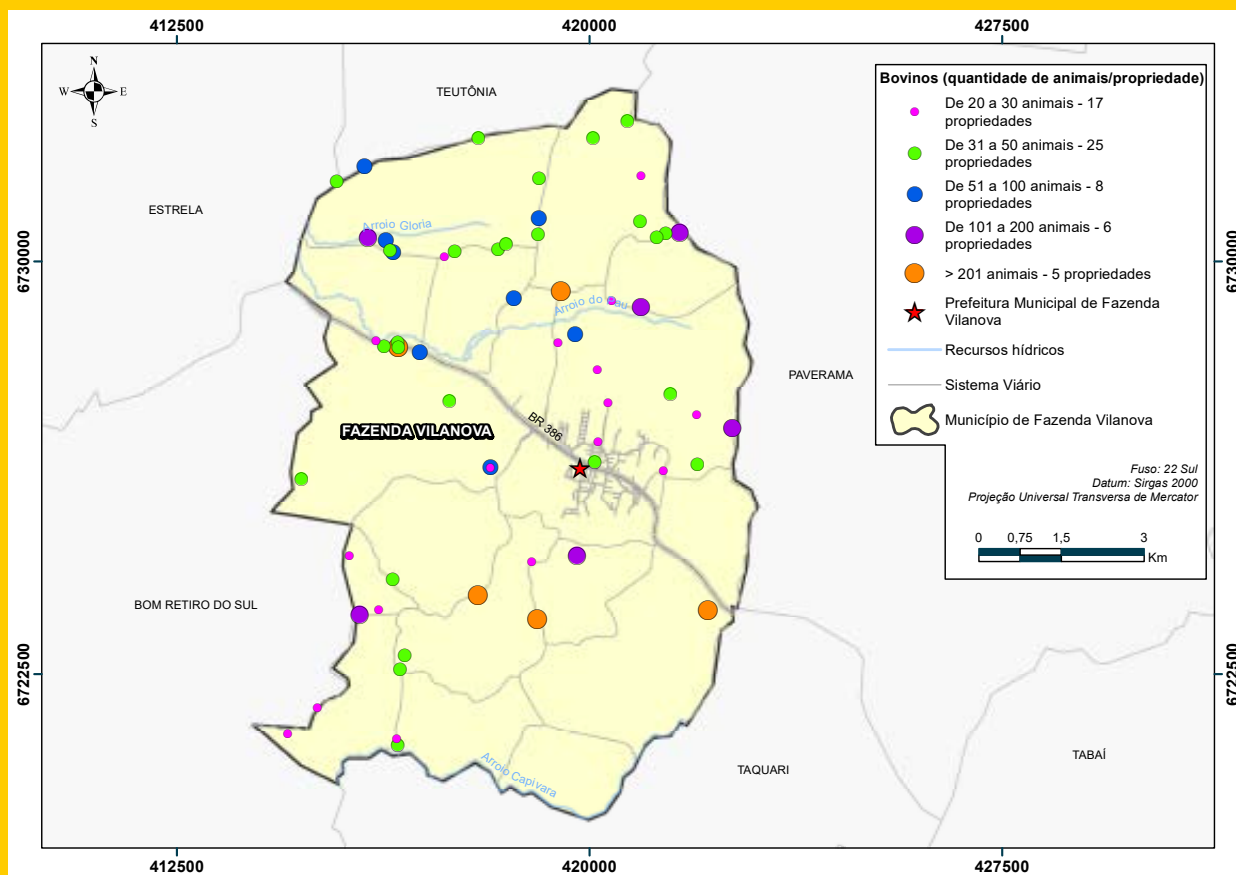 412500
420000
427500
N
W
E
S
TEUTÔNIA
ESTRELA
Arroio Gloria
6730000
6730000
Arroio do Cau
PAVERAMA
BR 386
FAZENDA VILANOVA
BOM RETIRO DO SUL
6722500
6722500
Arroio Capivara
TAQUARI
TABAÍ
412500
420000
427500
Bovinos (quantidade de animais/propriedade)
De 20 a 30 animais - 17
propriedades
De 31 a 50 animais - 25
propriedades
De 51 a 100 animais - 8
propriedades
De 101 a 200 animais - 6
propriedades
> 201 animais - 5 propriedades
Prefeitura Municipal de Fazenda
Vilanova
Recursos hídricos
Sistema Viário
Município de Fazenda Vilanova
Fuso: 22 Sul
Datum: Sirgas 2000
Projeção Universal Transversa de Mercator
0 0,75 1,5 3
Km